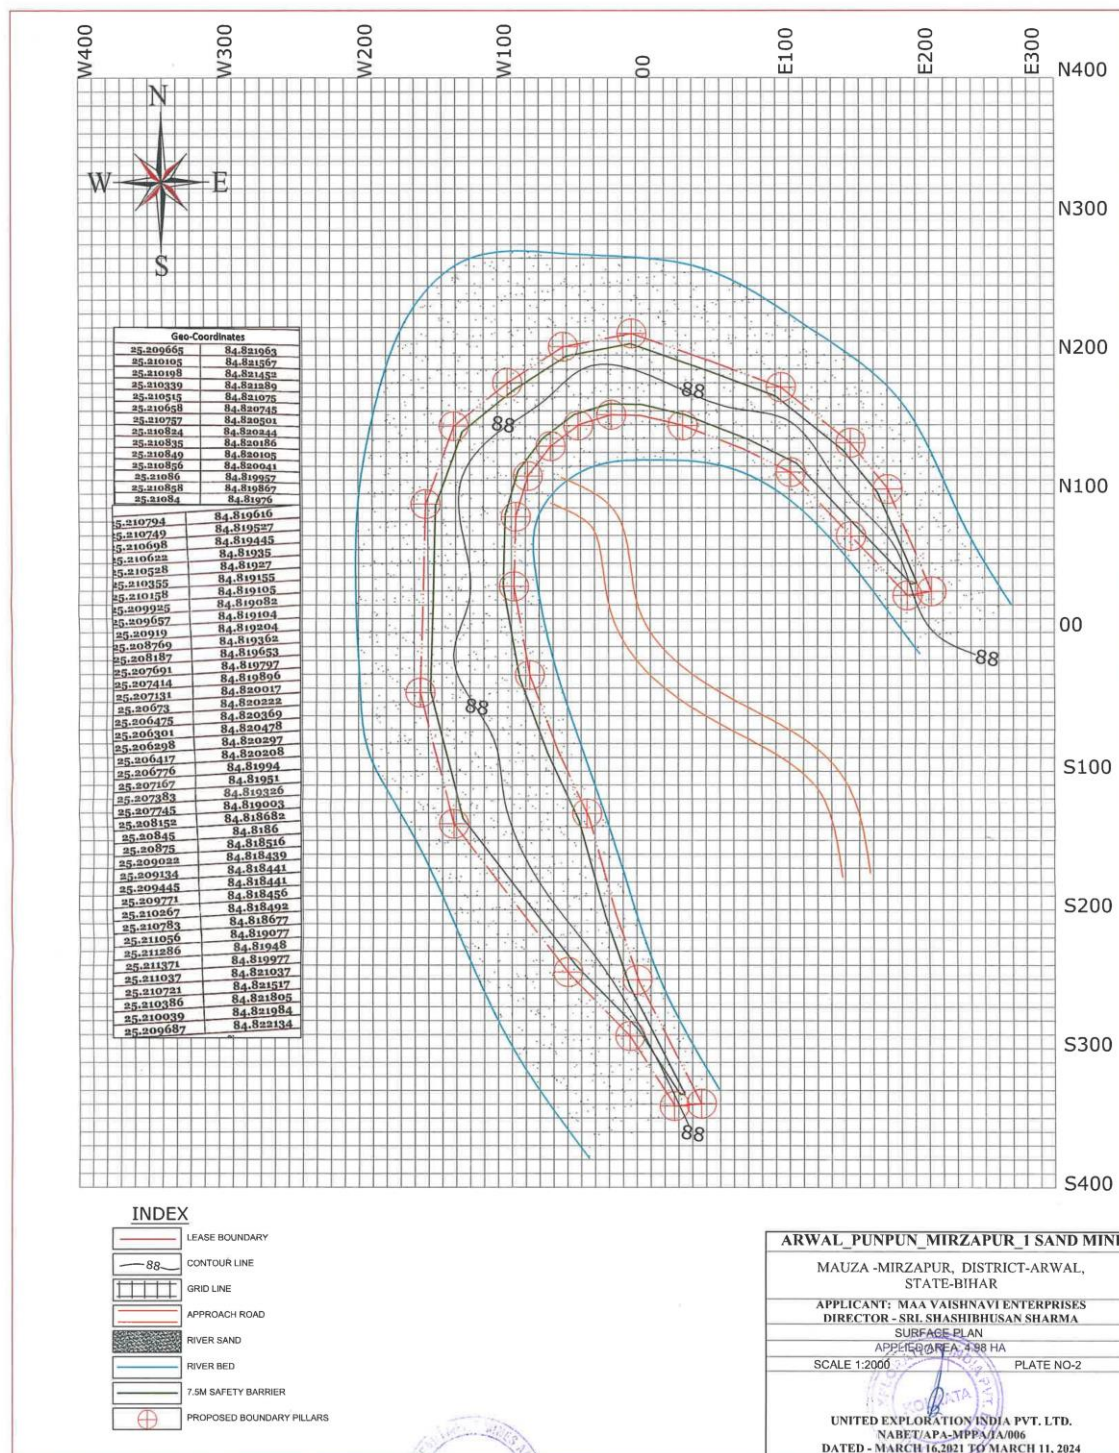 W400 W300 W200 W100 00 E100 E200 E300
N400
N
W E
S
N300
N200
N100
00
S100
S200
S300
S400
88
88
88
88
88
Geo-Coordinates
25.209665 84.821963
25.210105 84.821567
25.210198 84.821452
25.210339 84.821289
25.210515 84.821075
25.210658 84.820745
25.210757 84.820501
25.210824 84.820244
25.210835 84.820186
25.210849 84.820105
25.210856 84.820041
25.21086 84.819957
25.210858 84.819867
25.21084 84.81976
25.210794 84.819616
25.210749 84.819527
25.210698 84.819445
25.210622 84.81935
25.210528 84.81927
25.210355 84.819155
25.210158 84.819105
25.209925 84.819082
25.209657 84.819104
25.20919 84.819204
25.208769 84.819362
25.208187 84.819653
25.207691 84.819797
25.207414 84.819896
25.207131 84.820017
25.20673 84.820222
25.206475 84.820369
25.206301 84.820478
25.206298 84.820297
25.206417 84.820208
25.206776 84.81994
25.207167 84.81951
25.207383 84.819326
25.207745 84.819003
25.208152 84.818682
25.20845 84.8186
25.20875 84.818516
25.209022 84.818439
25.209134 84.818441
25.209445 84.818441
25.209771 84.818456
25.210267 84.818492
25.210783 84.818677
25.211056 84.819077
25.211286 84.81948
25.211371 84.819977
25.211037 84.821037
25.210721 84.821517
25.210386 84.821805
25.210039 84.821984
25.209687 84.822134
INDEX
LEASE BOUNDARY
88 CONTOUR LINE
GRID LINE
APPROACH ROAD
RIVER SAND
RIVER BED
7.5M SAFETY BARRIER
PROPOSED BOUNDARY PILLARS
ARWAL_PUNPUN_MIRZAPUR_1 SAND MINE
MAUZA -MIRZAPUR, DISTRICT-ARWAL,
STATE-BIHAR
APPLICANT: MAA VAISHNAVI ENTERPRISES
DIRECTOR - SRI. SHASHIBHUSAN SHARMA
SURFACE PLAN
APPLIED AREA 4.98 HA
SCALE 1:2000 PLATE NO-2
KOLKATA
UNITED EXPLORATION INDIA PVT. LTD.
NABET/APA-MPPA/IA/006
DATED - MARCH 16,2021 TO MARCH 11, 2024